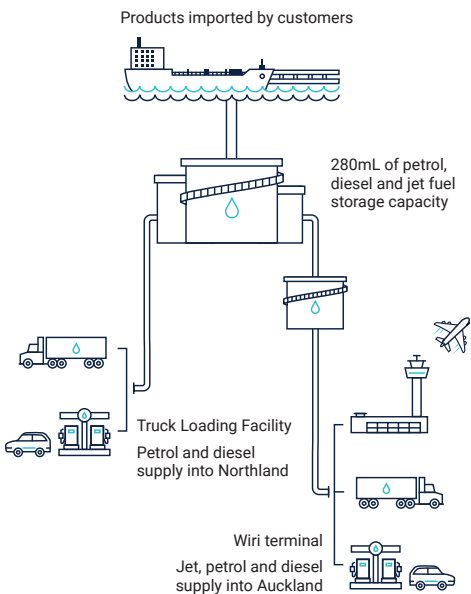 Products imported by customers
280mL of petrol,
diesel and jet fuel
storage capacity
Truck Loading Facility
Petrol and diesel
supply into Northland
Wiri terminal
Jet, petrol and diesel
supply into Auckland